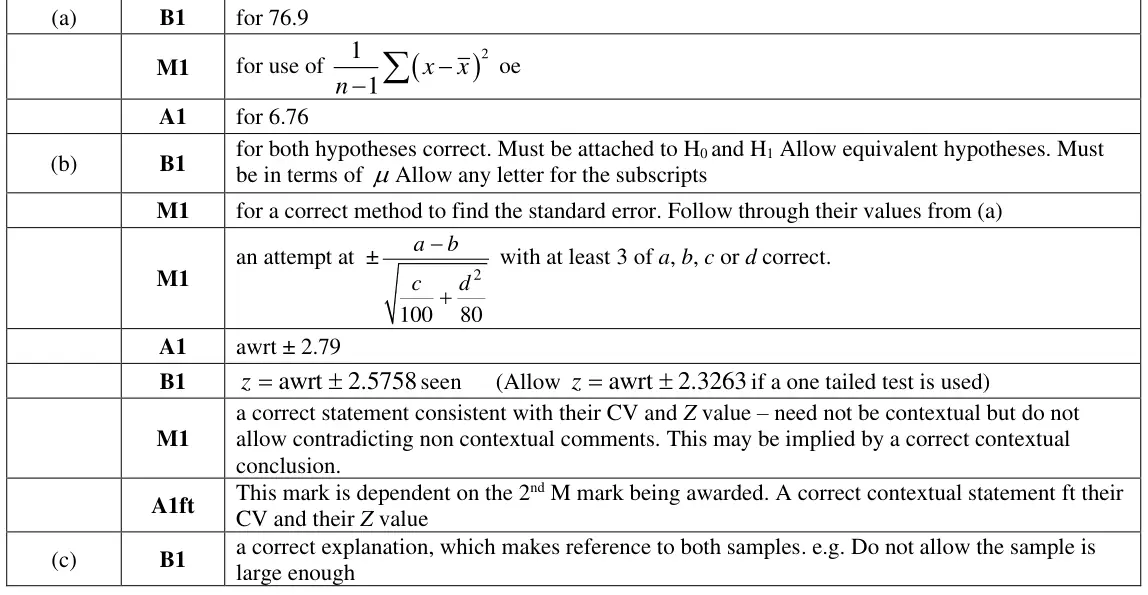 (a) B1 for 76.9
M1 for use of \frac{1}{n-1}\sum(x-\overline{x})^2 oe
A1 for 6.76
(b) B1 for both hypotheses correct. Must be attached to H₀ and H₁ Allow equivalent hypotheses. Must
be in terms of μ Allow any letter for the subscripts
M1 for a correct method to find the standard error. Follow through their values from (a)
M1 an attempt at ±\frac{a-b}{\sqrt{\frac{c}{100}+\frac{d^2}{80}}} with at least 3 of a, b, c or d correct.
A1 awrt ± 2.79
B1 z = awrt ± 2.5758 seen (Allow z = awrt ± 2.3263 if a one tailed test is used)
M1 a correct statement consistent with their CV and Z value – need not be contextual but do not
allow contradicting non contextual comments. This may be implied by a correct contextual
conclusion.
A1ft This mark is dependent on the 2nd M mark being awarded. A correct contextual statement ft their
CV and their Z value
(c) B1 a correct explanation, which makes reference to both samples. e.g. Do not allow the sample is
large enough